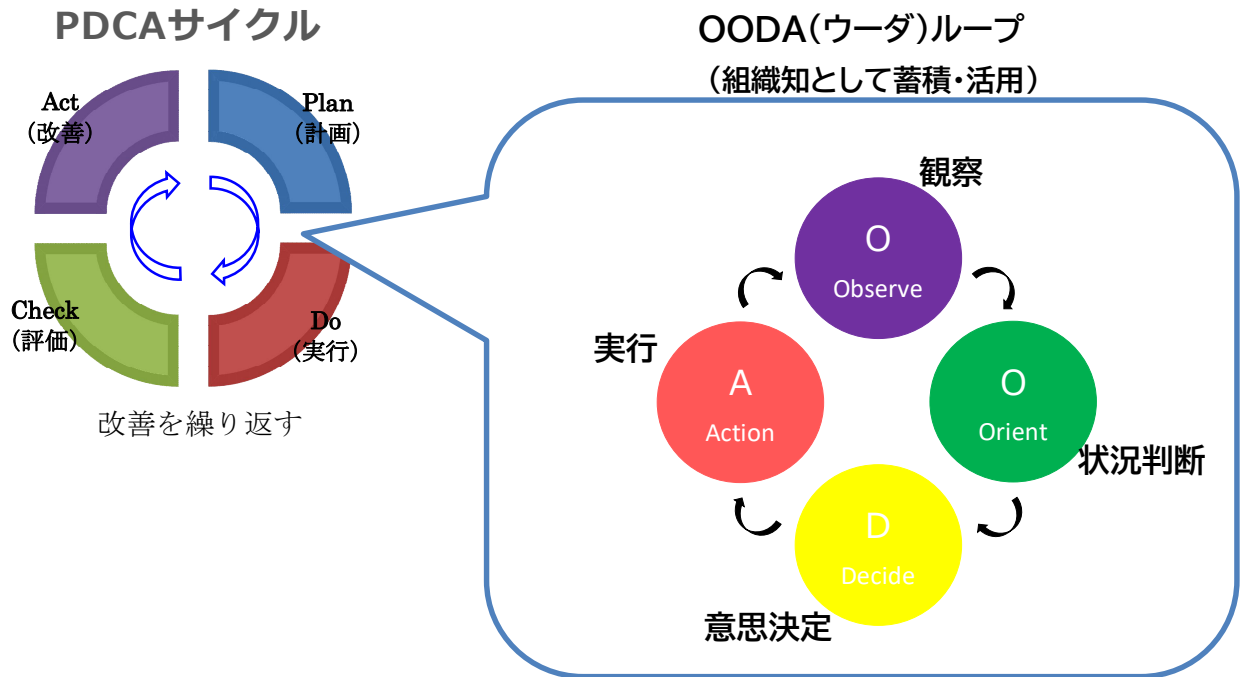 PDCAサイクル
Act
(改善)
Plan
(計画)
Check
(評価)
Do
(実行)
改善を繰り返す
OODA(ウーダ)ループ
(組織知として蓄積・活用)
観察
O
Observe
O
Orient
状況判断
D
Decide
意思決定
実行
A
Action